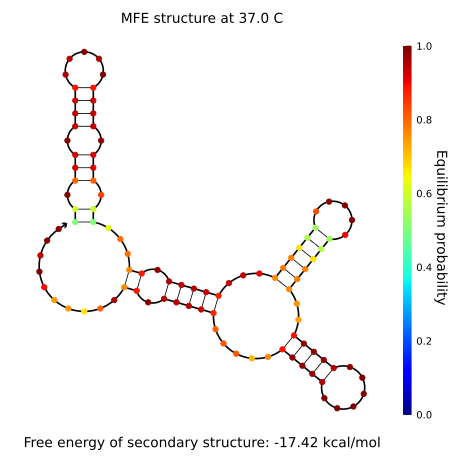 MFE structure at 37.0 C
1.0
0.8
0.6
0.4
0.2
0.0
Equilibrium probability
Free energy of secondary structure: -17.42 kcal/mol